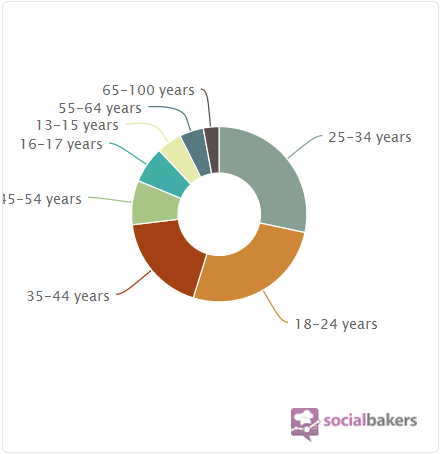 65-100 years
55-64 years
13-15 years
25-34 years
16-17 years
45-54 years
35-44 years
18-24 years
socialbakers